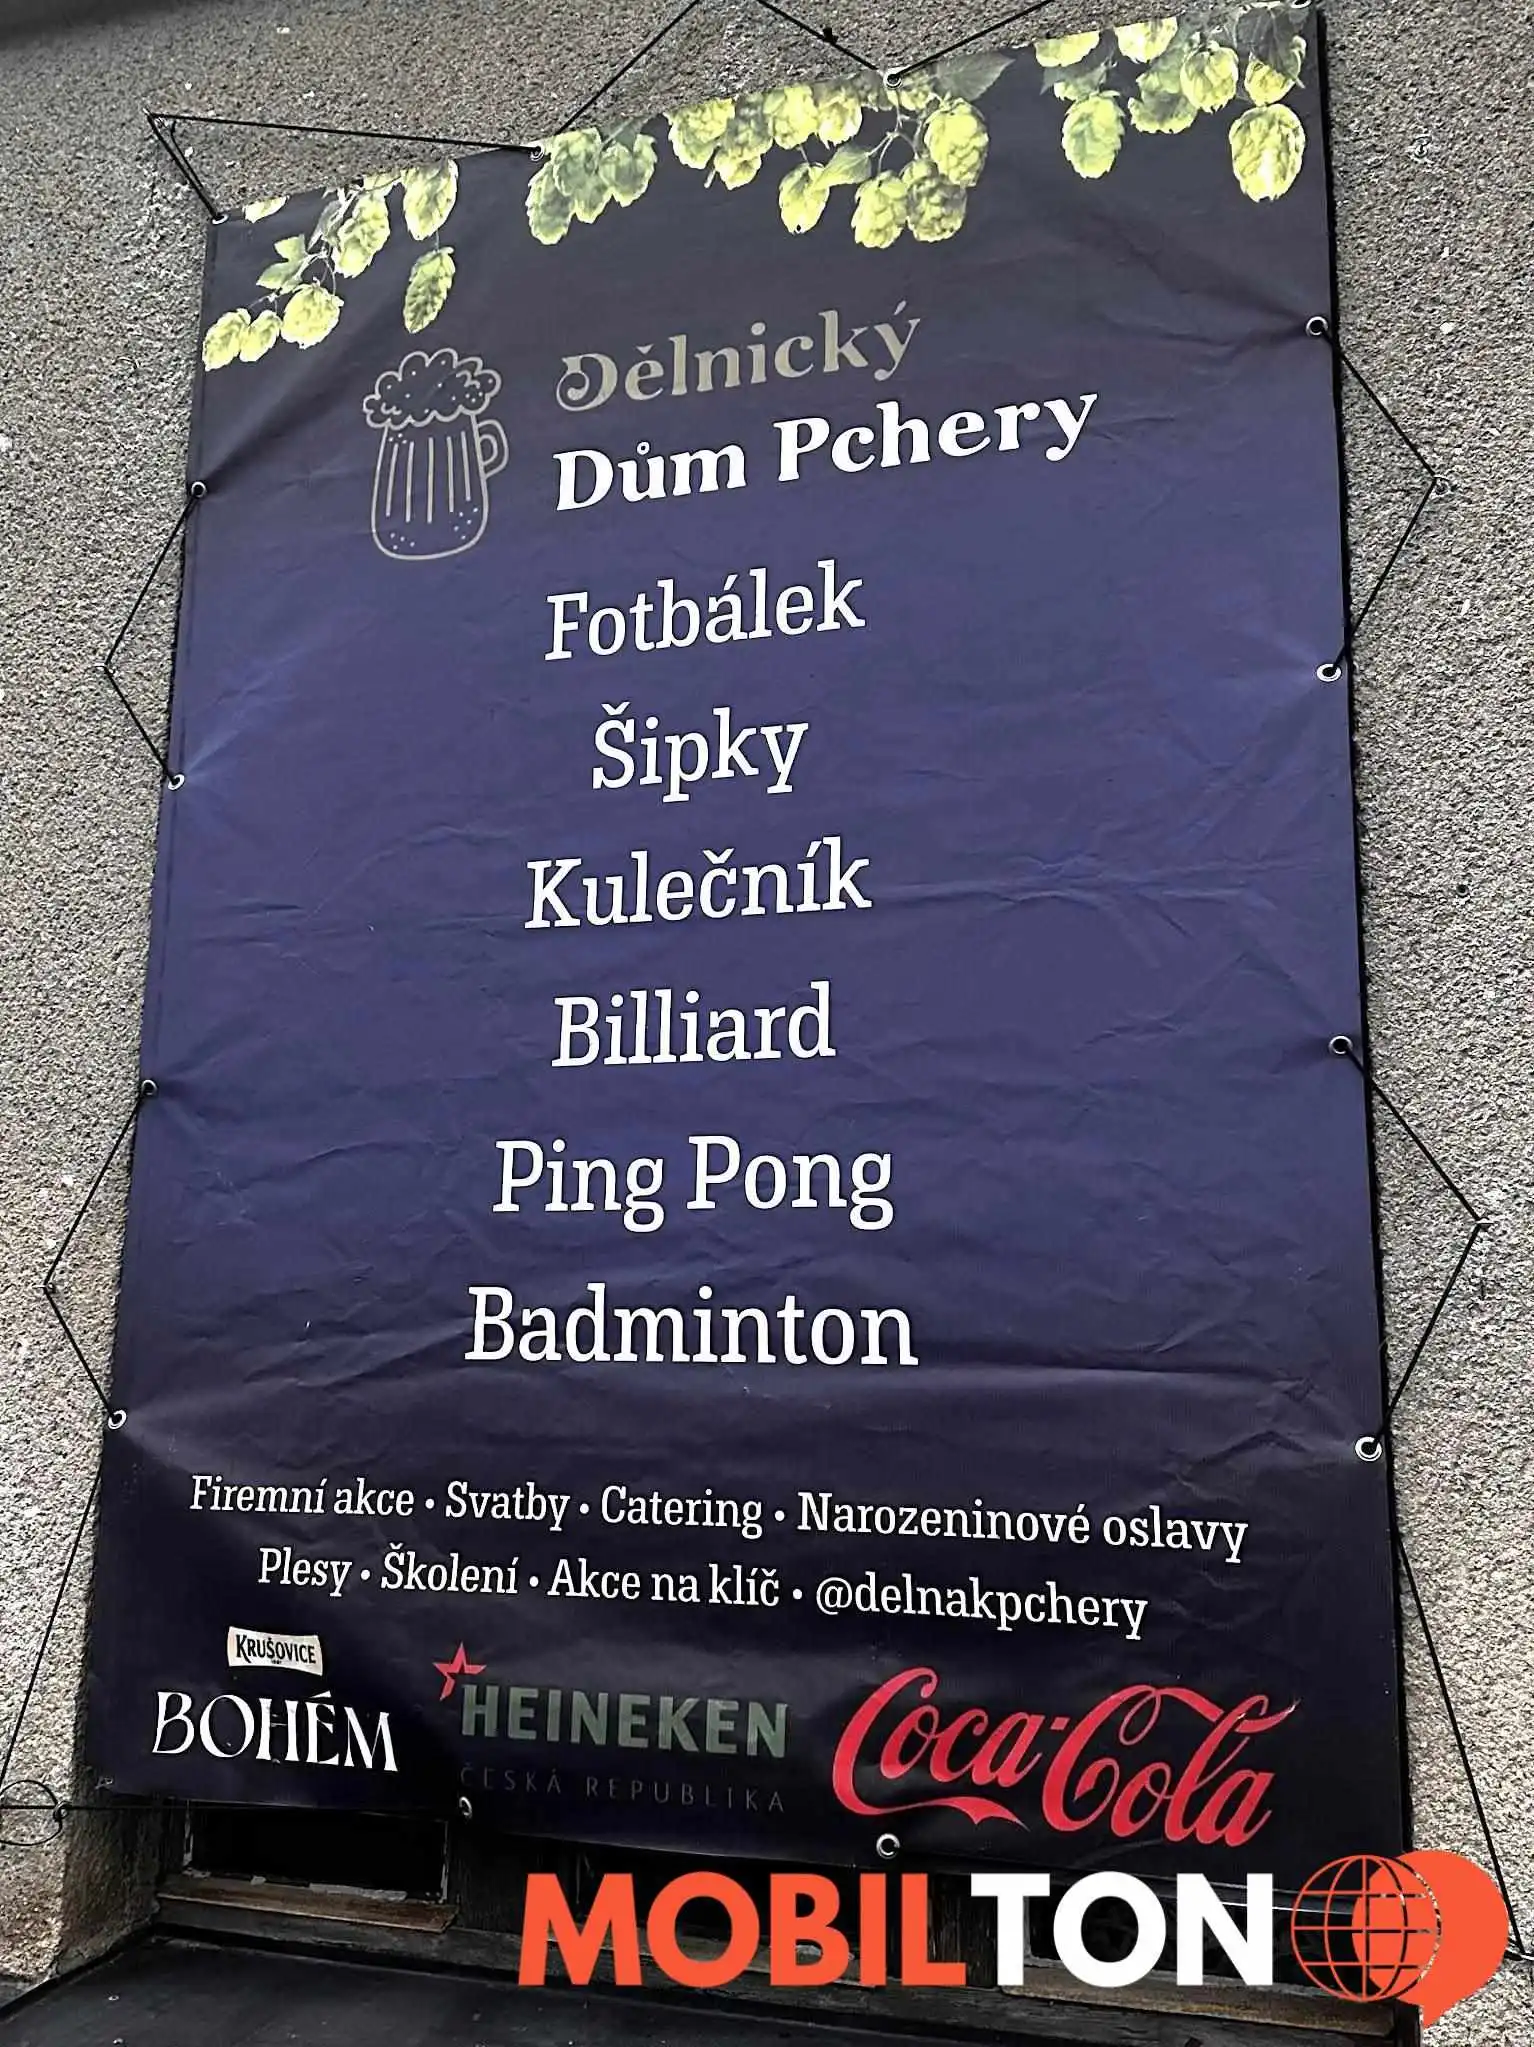 Dělnický
Dům Pchery
Fotbálek
Šipky
Kulečník
Billiard
Ping Pong
Badminton
Firemní akce • Svatby • Catering • Narozeninové oslavy
Plesy • Školení • Akce na klíč • @delnakpchery
KRUŠOVICE
BOHÉM
HEINEKEN
ČESKÁ REPUBLIKA
Coca-Cola
MOBILTON